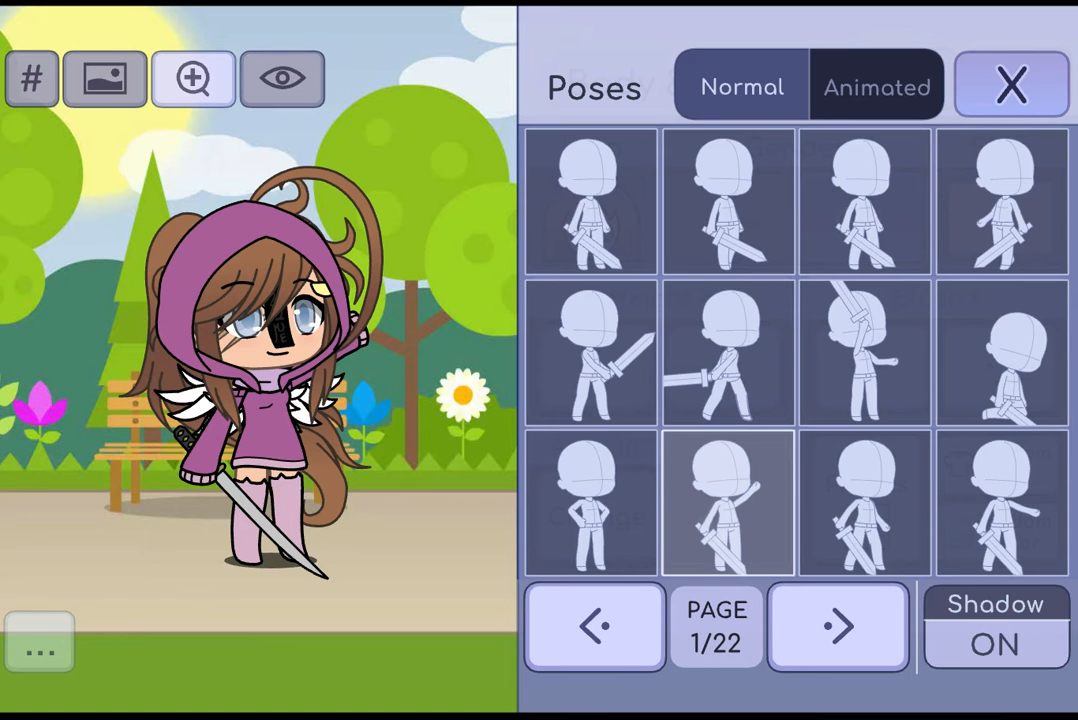 #
Poses
Normal
Animated
X
PAGE
1/22
Shadow
ON
...